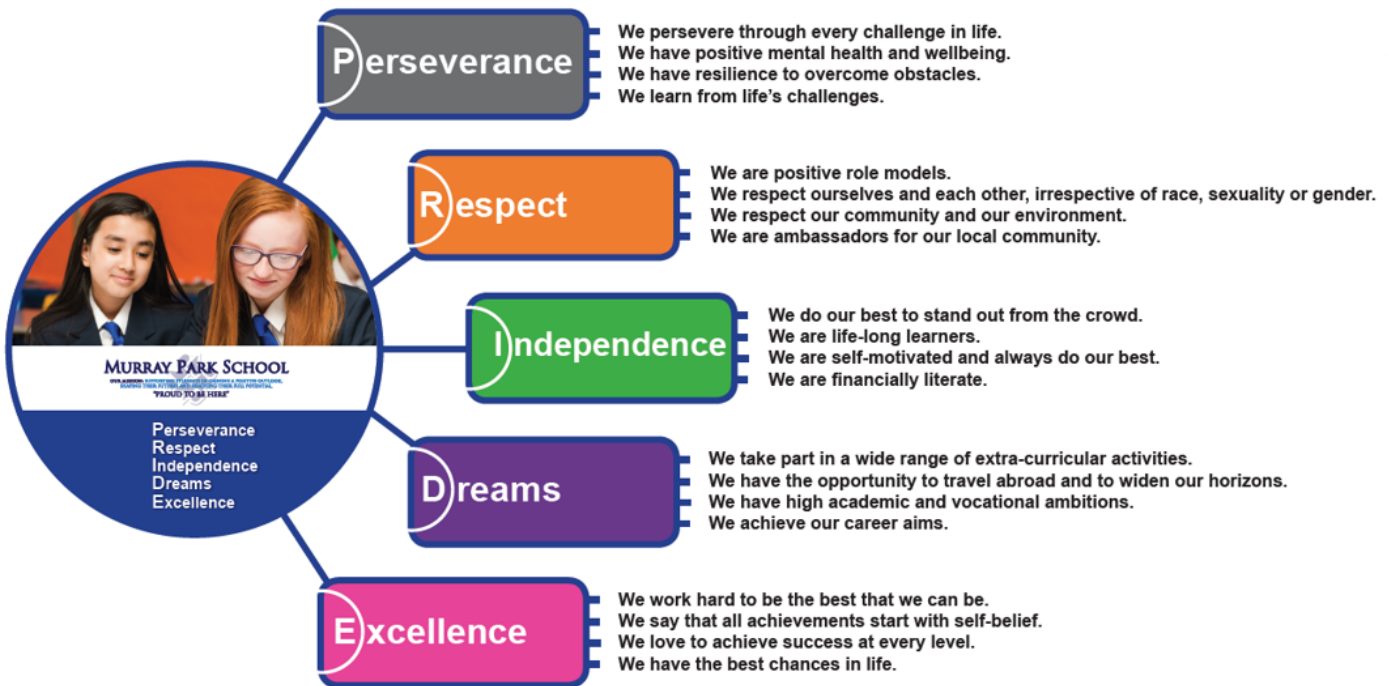 Perseverance
We persevere through every challenge in life.
We have positive mental health and wellbeing.
We have resilience to overcome obstacles.
We learn from life's challenges.
Respect
We are positive role models.
We respect ourselves and each other, irrespective of race, sexuality or gender.
We respect our community and our environment.
We are ambassadors for our local community.
Independence
We do our best to stand out from the crowd.
We are life-long learners.
We are self-motivated and always do our best.
We are financially literate.
MURRAY PARK SCHOOL
"PROUD TO BE HERE"
Perseverance
Respect
Independence
Dreams
Excellence
Dreams
We take part in a wide range of extra-curricular activities.
We have the opportunity to travel abroad and to widen our horizons.
We have high academic and vocational ambitions.
We achieve our career aims.
Excellence
We work hard to be the best that we can be.
We say that all achievements start with self-belief.
We love to achieve success at every level.
We have the best chances in life.